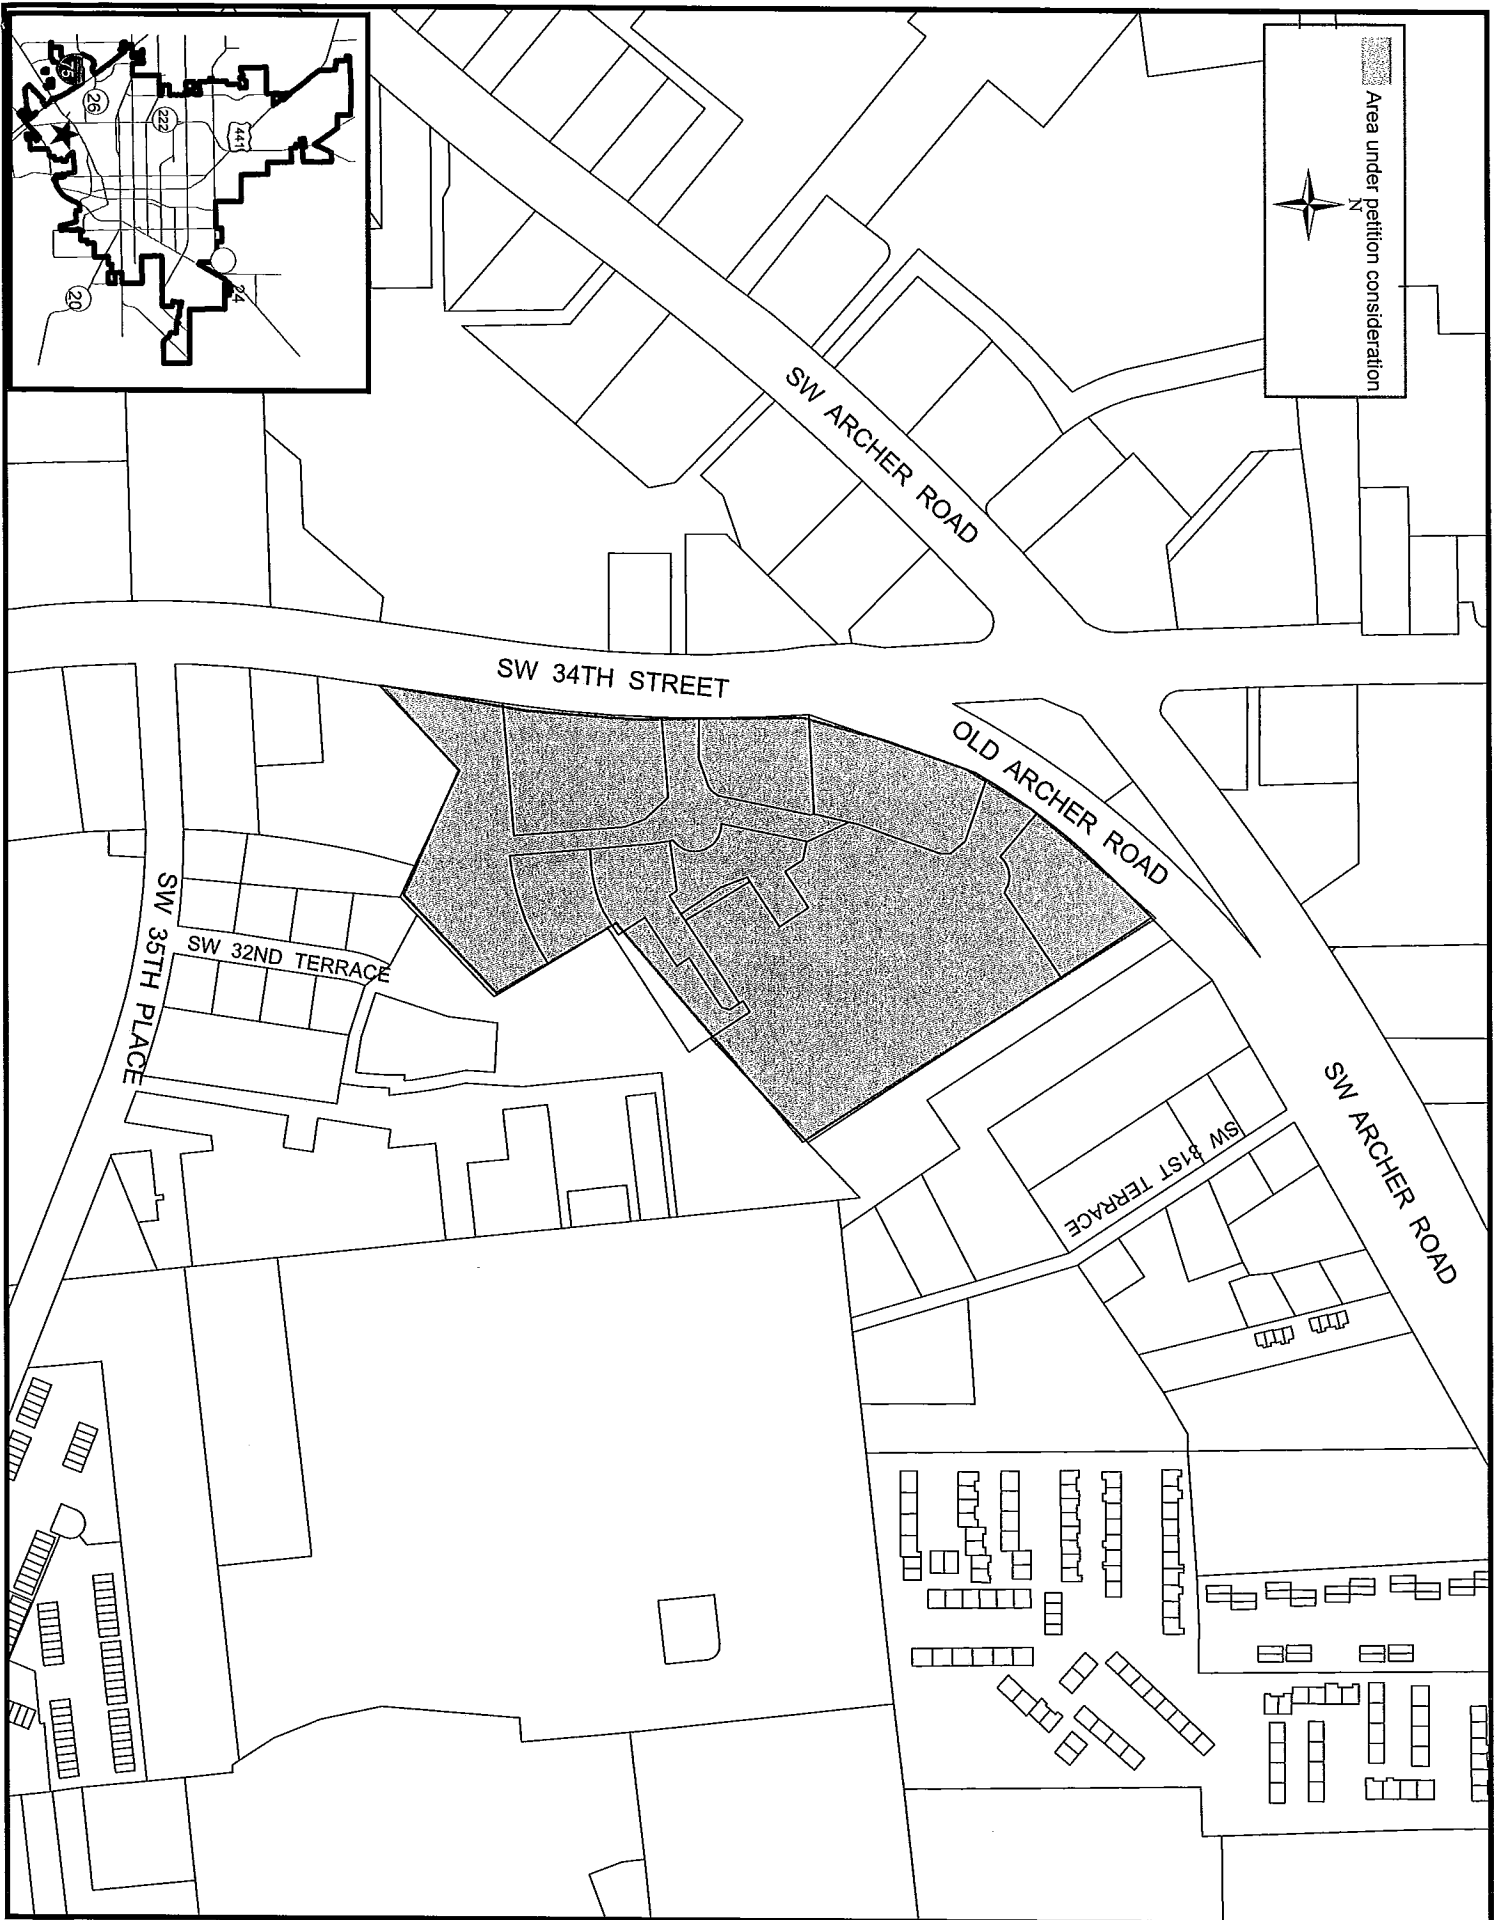 Area under petition consideration
N
441
222
26
75
24
20
SW ARCHER ROAD
SW 34TH STREET
OLD ARCHER ROAD
SW ARCHER ROAD
SW 31ST TERRACE
SW 32ND TERRACE
SW 35TH PLACE